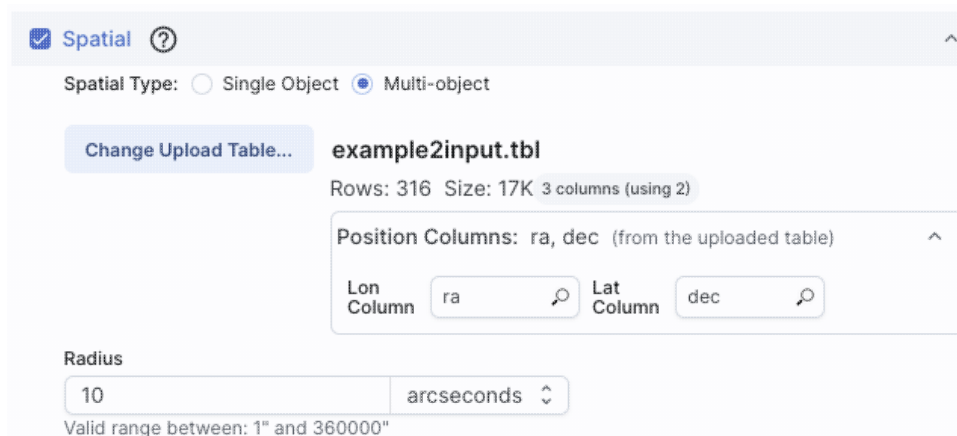 Spatial ?
Spatial Type: Single Object Multi-object
Change Upload Table... example2input.tbl
Rows: 316 Size: 17K 3 columns (using 2)
Position Columns: ra, dec (from the uploaded table)
Lon Column ra Lat Column dec
Radius
10 arcseconds
Valid range between: 1" and 360000"